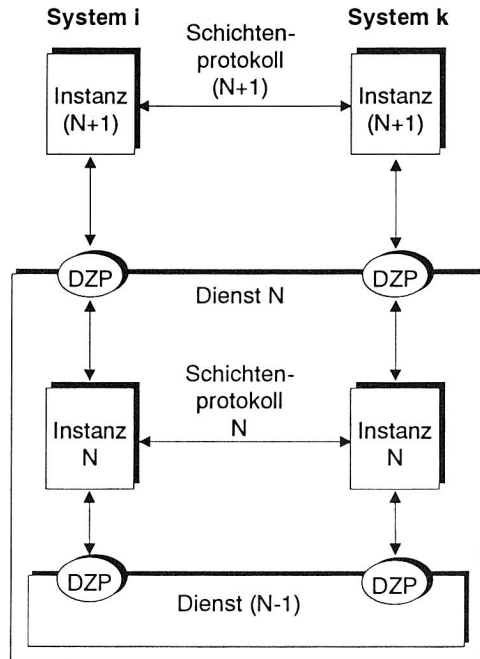 System i
System k
Schichten-
protokoll
(N+1)
Instanz
(N+1)
Instanz
(N+1)
DZP
DZP
Dienst N
Schichten-
protokoll
N
Instanz
N
Instanz
N
DZP
DZP
Dienst (N-1)